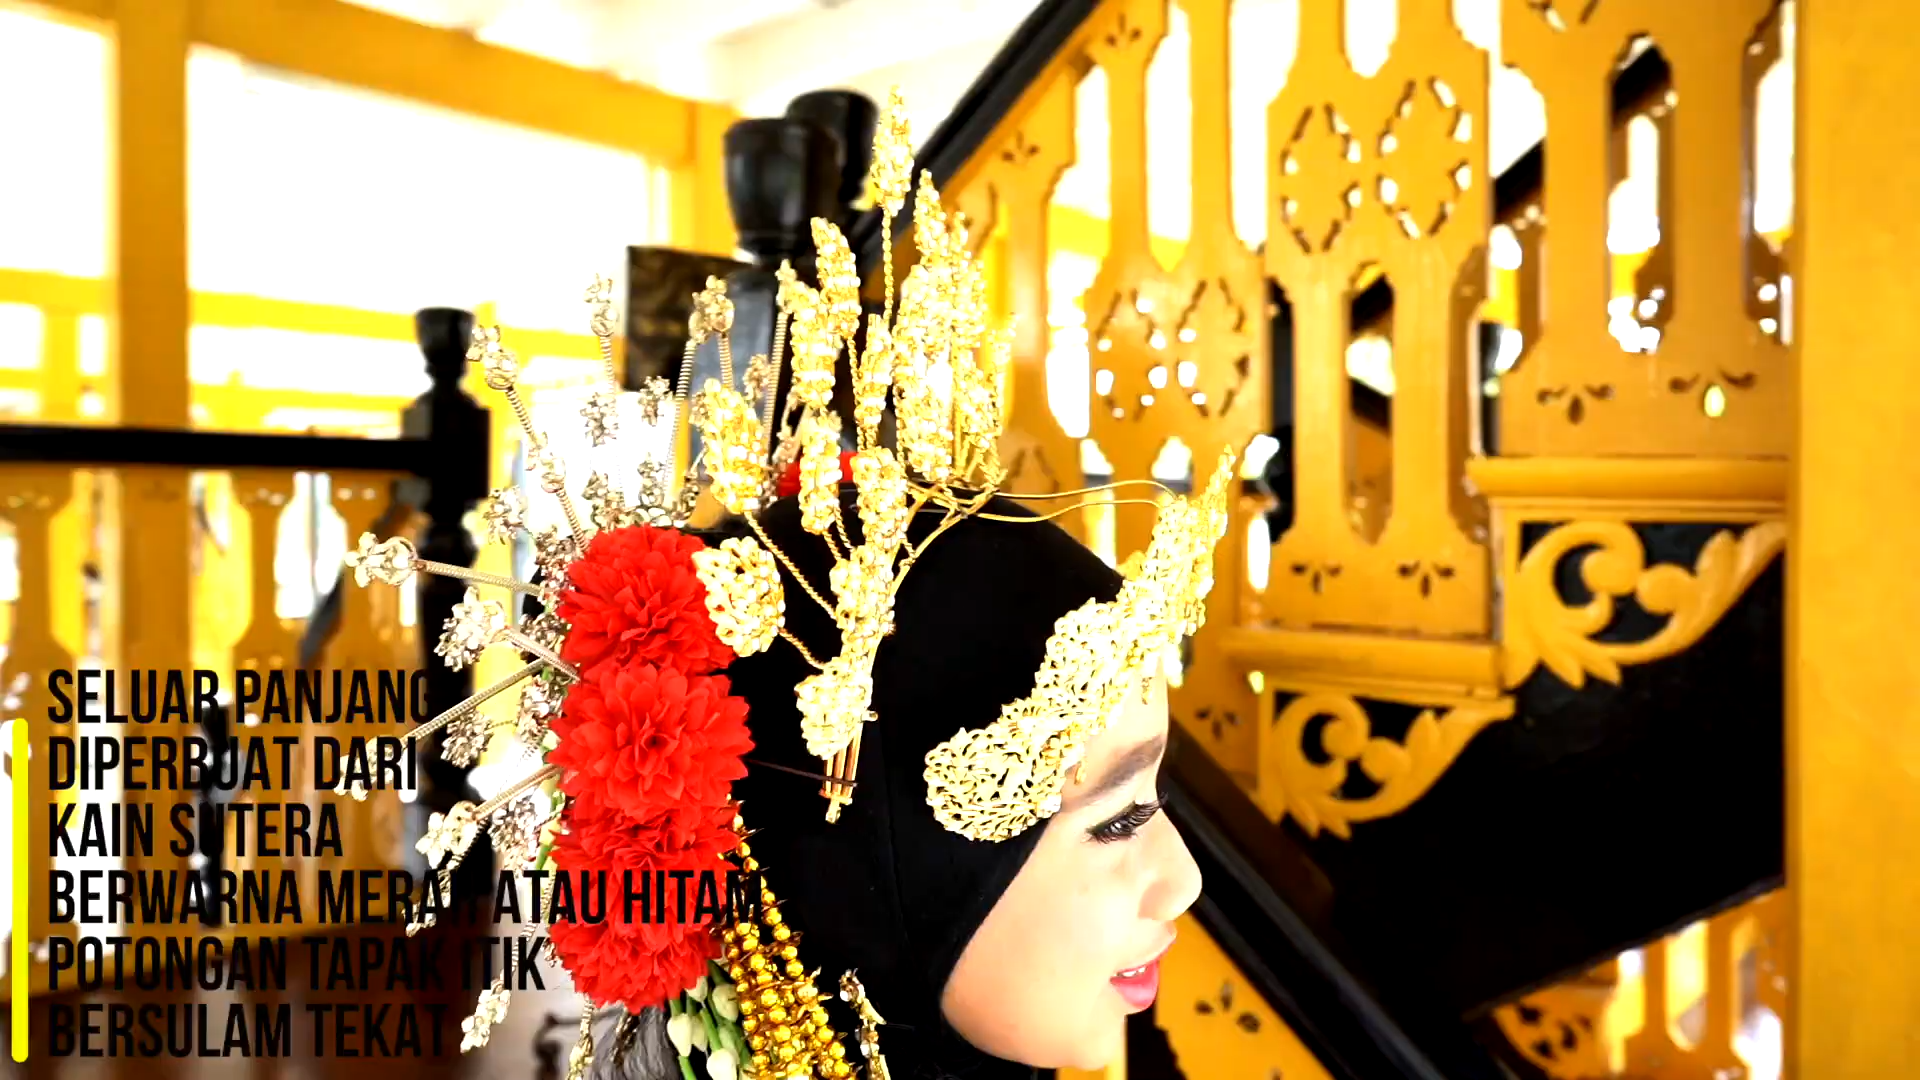 SELUAR PANJANG
DIPERBUAT DARI
KAIN SUTERA
BERWARNA MERAH ATAU HITAM
POTONGAN TAPAK ITIK
BERSULAM TEKAT